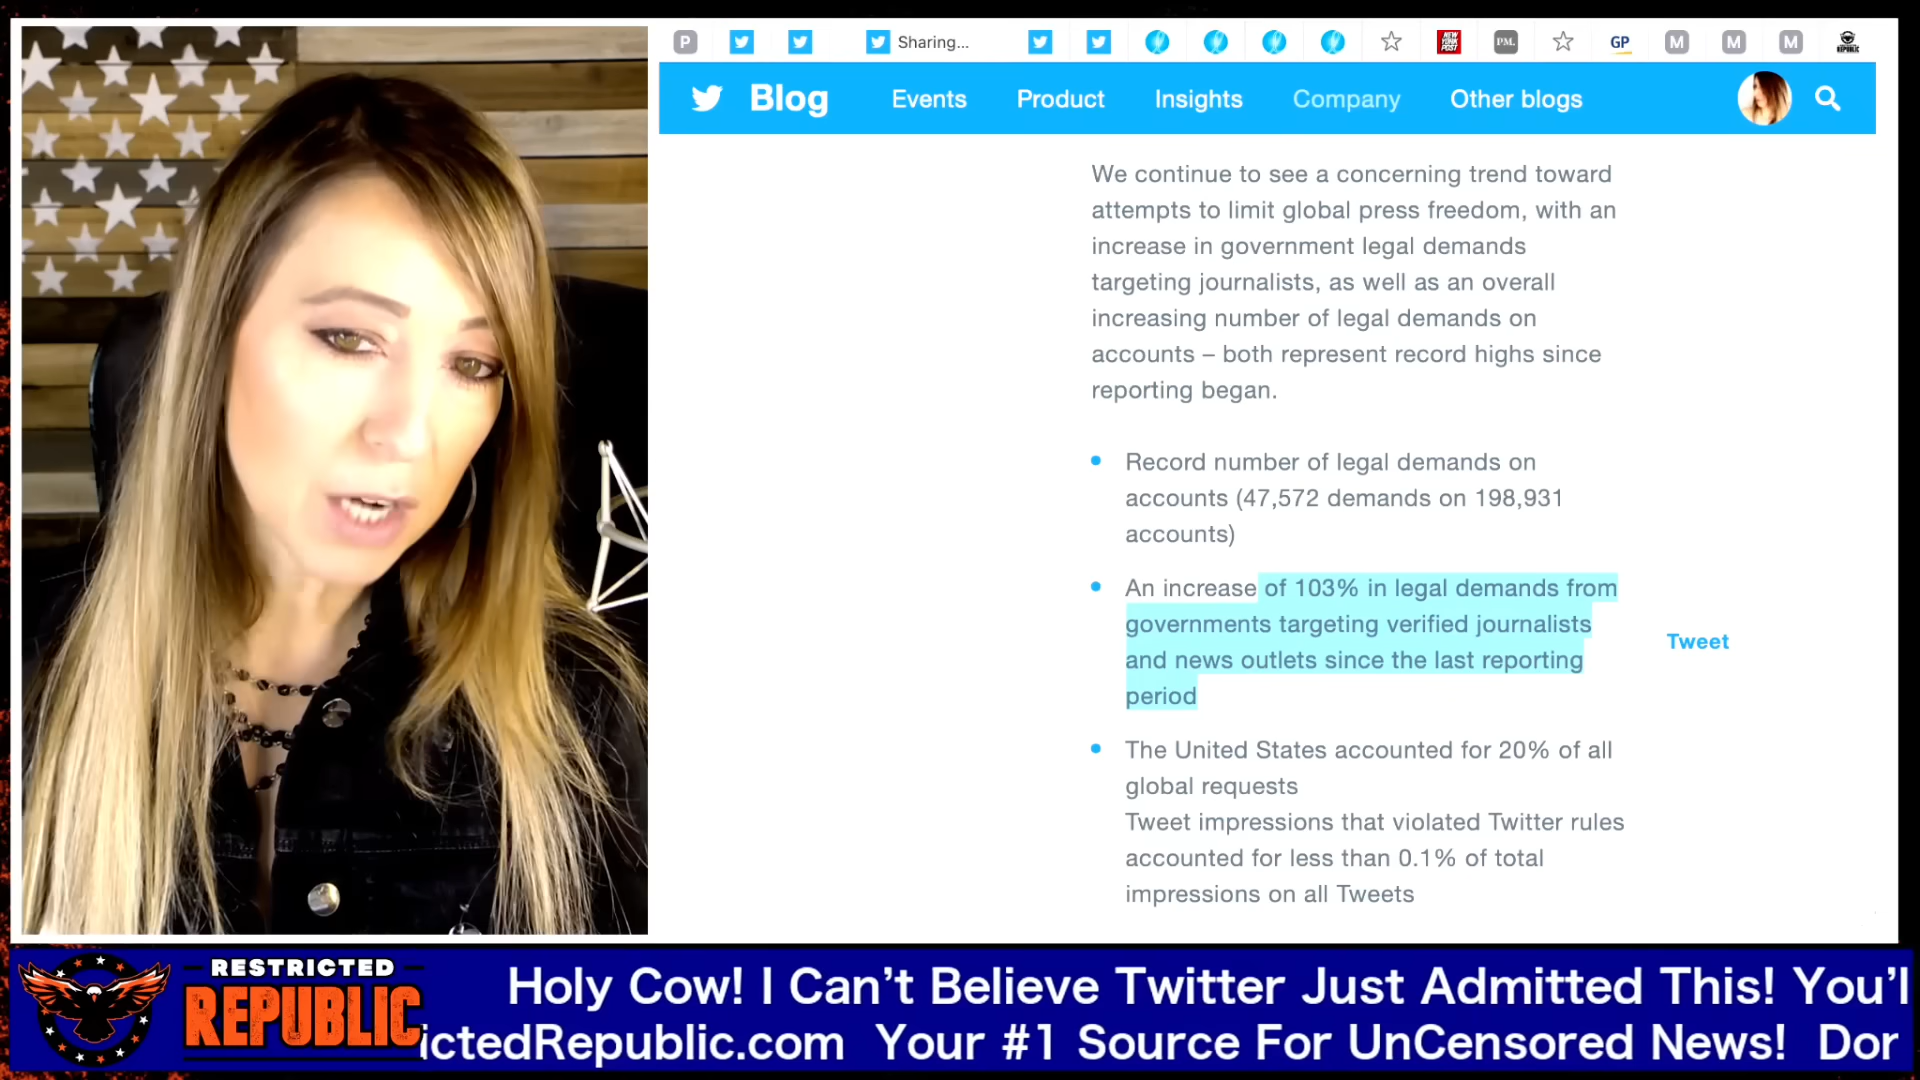 P
Sharing...
NEW YORK POST
PM.
GP
M
M
M
REPUBLIC
Blog
Events
Product
Insights
Company
Other blogs
We continue to see a concerning trend toward
attempts to limit global press freedom, with an
increase in government legal demands
targeting journalists, as well as an overall
increasing number of legal demands on
accounts – both represent record highs since
reporting began.
Record number of legal demands on
accounts (47,572 demands on 198,931
accounts)
An increase of 103% in legal demands from
governments targeting verified journalists
and news outlets since the last reporting
period
Tweet
The United States accounted for 20% of all
global requests
Tweet impressions that violated Twitter rules
accounted for less than 0.1% of total
impressions on all Tweets
RESTRICTED
REPUBLIC
Holy Cow! I Can't Believe Twitter Just Admitted This! You'l
ictedRepublic.com Your #1 Source For UnCensored News! Dor